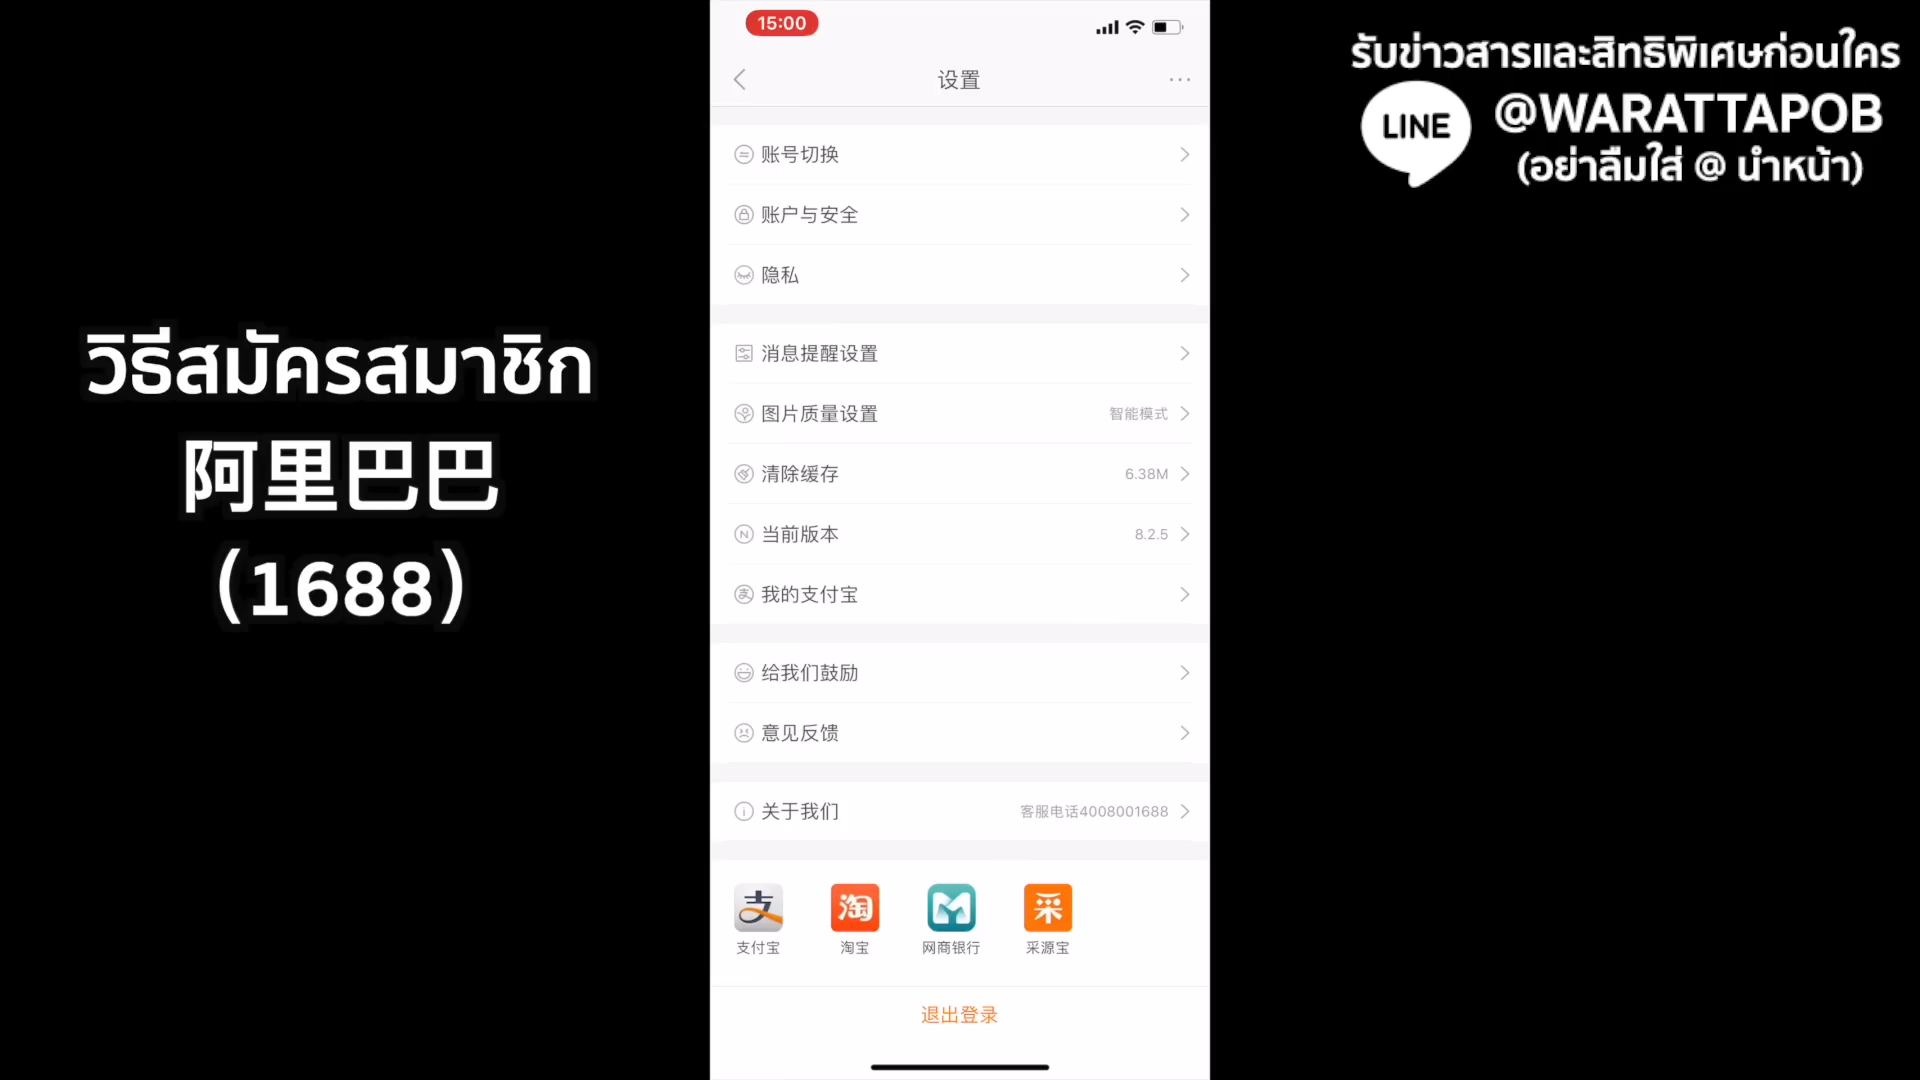 วิธีสมัครสมาชิก
阿里巴巴
(1688)
15:00
设置
账号切换
账户与安全
隐私
消息提醒设置
图片质量设置 智能模式
清除缓存 6.38M
当前版本 8.2.5
我的支付宝
给我们鼓励
意见反馈
关于我们 客服电话4008001688
支 淘 采
支付宝 淘宝 网商银行 采源宝
退出登录
รับข่าวสารและสิทธิพิเศษก่อนใคร
LINE @WARATTAPOB
(อย่าลืมใส่ @ นำหน้า)